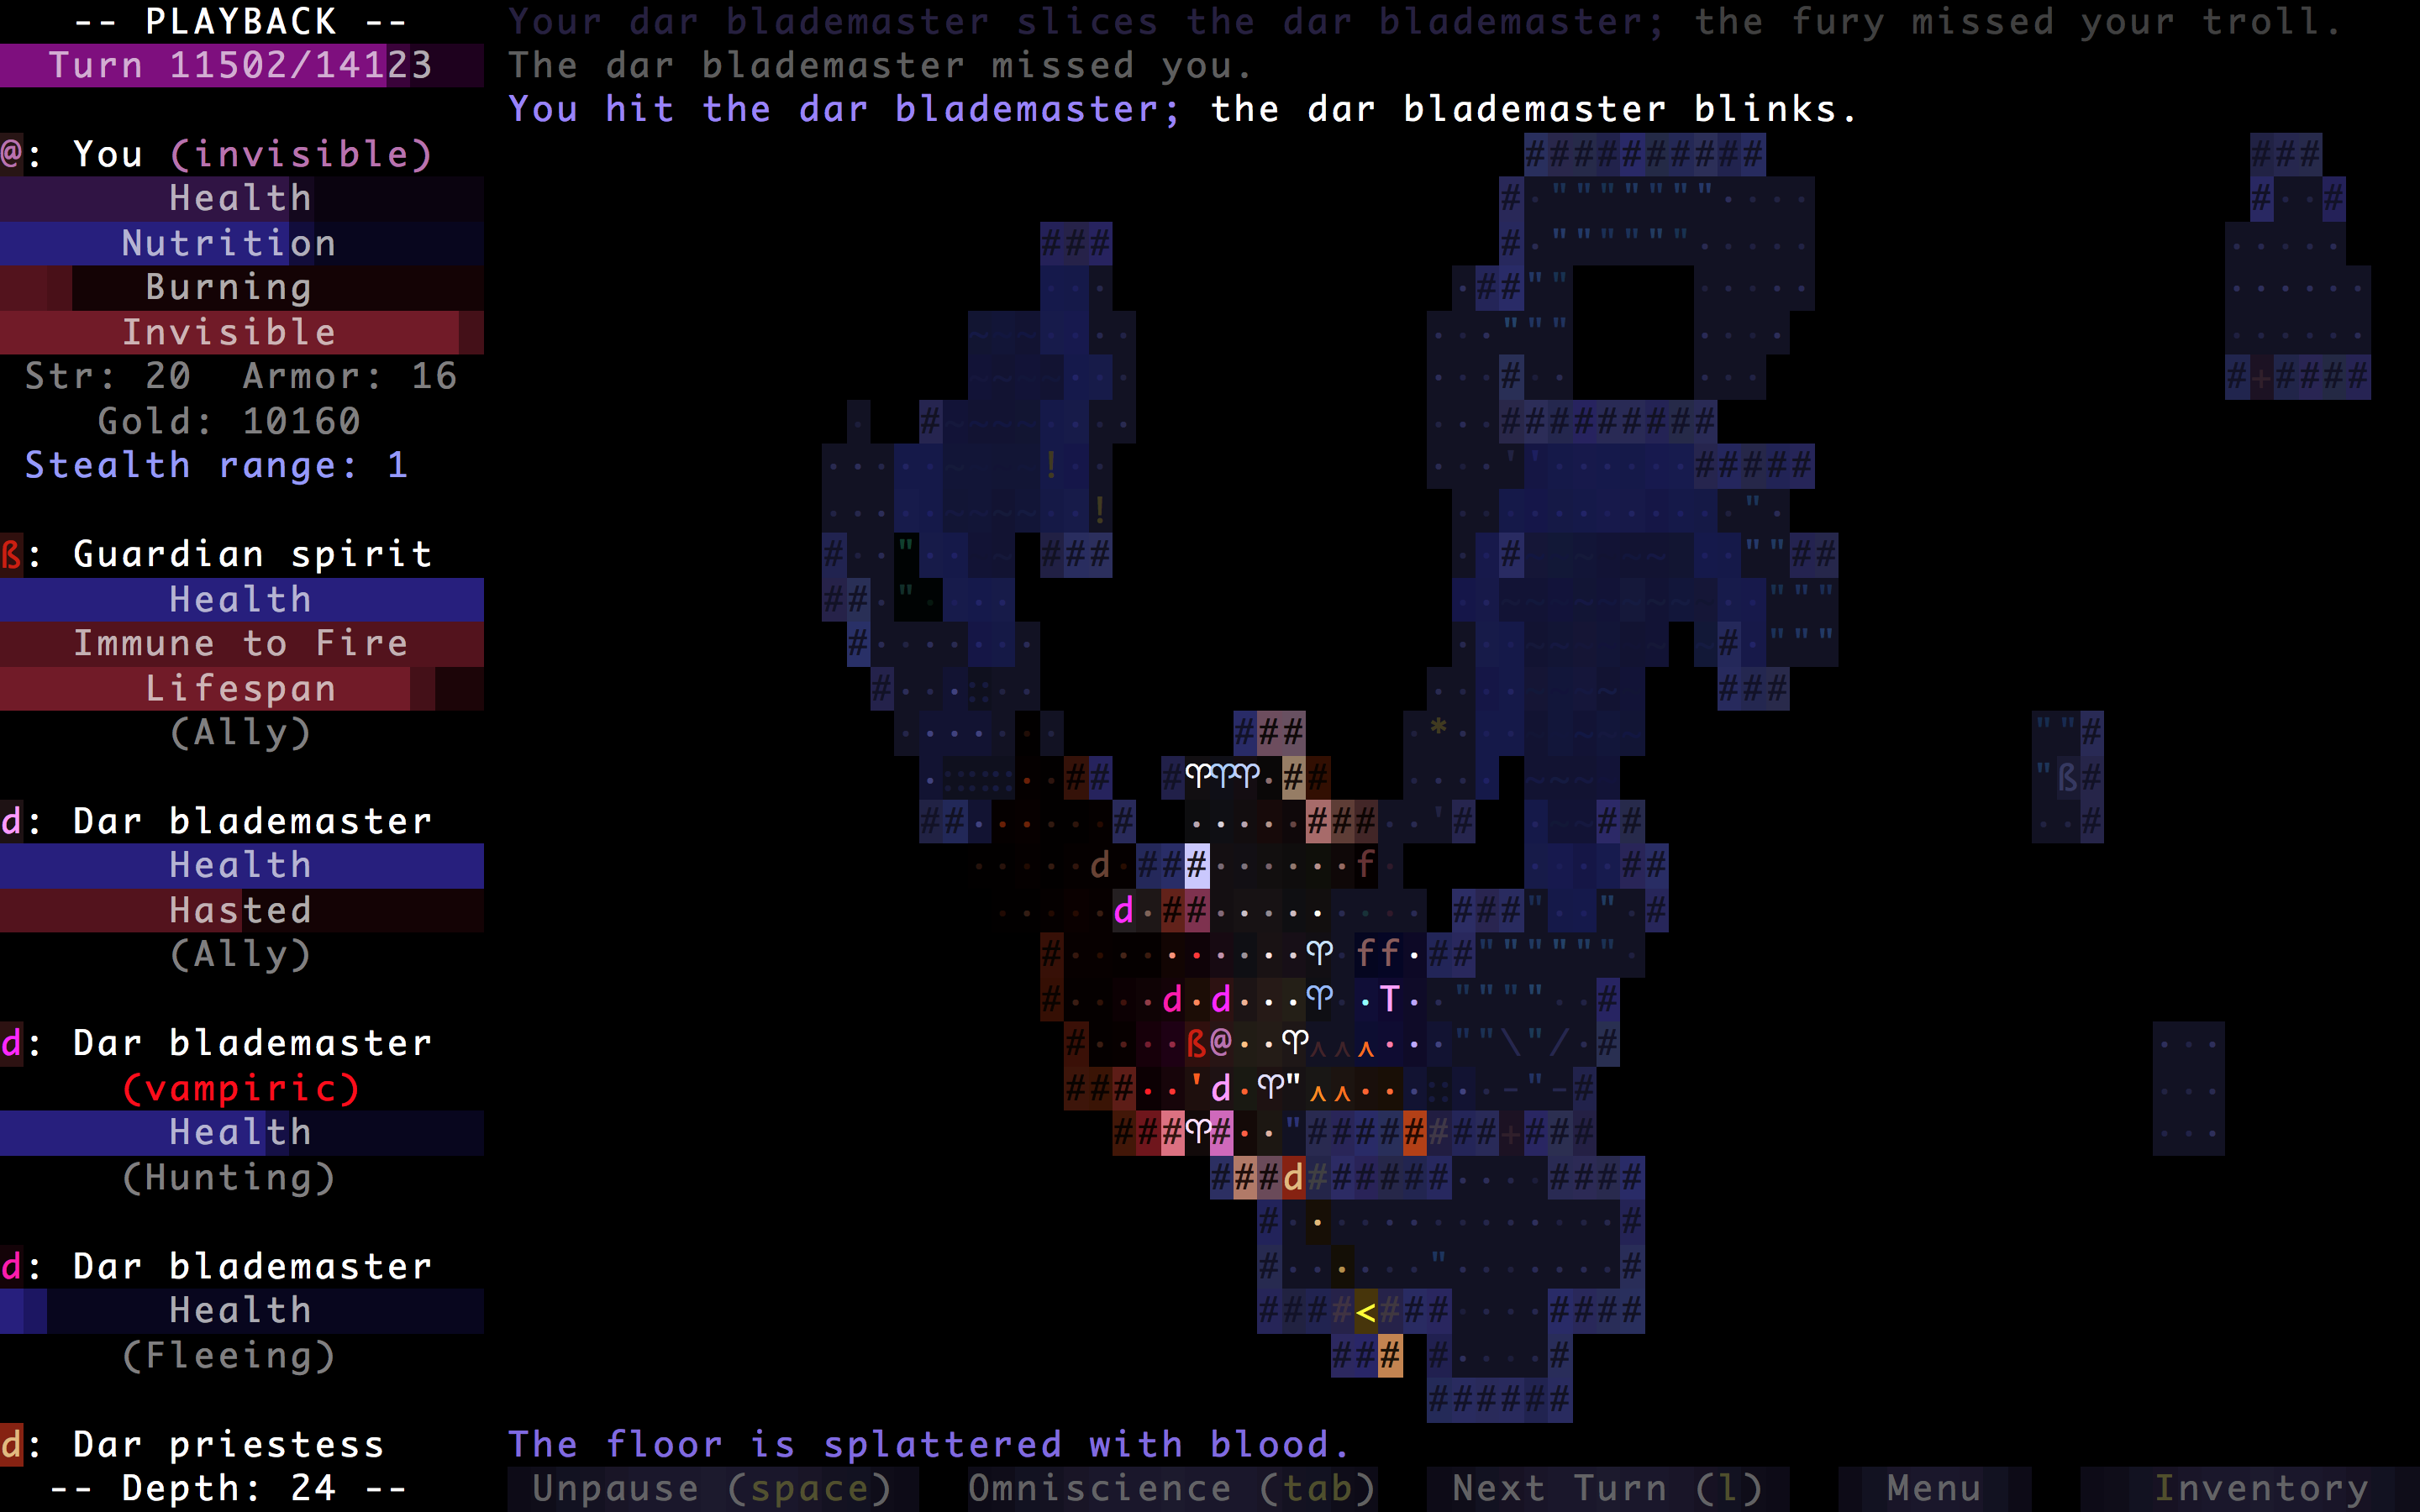 -- PLAYBACK --
Turn 11502/14123
@: You (invisible)
Health
Nutrition
Burning
Invisible
Str: 20  Armor: 16
Gold: 10160
Stealth range: 1
ß: Guardian spirit
Health
Immune to Fire
Lifespan
(Ally)
d: Dar blademaster
Health
Hasted
(Ally)
d: Dar blademaster
(vampiric)
Health
(Hunting)
d: Dar blademaster
Health
(Fleeing)
d: Dar priestess
-- Depth: 24 --
Your dar blademaster slices the dar blademaster; the fury missed your troll.
The dar blademaster missed you.
You hit the dar blademaster; the dar blademaster blinks.
The floor is splattered with blood.
Unpause (space)
Omniscience (tab)
Next Turn (l)
Menu
Inventory